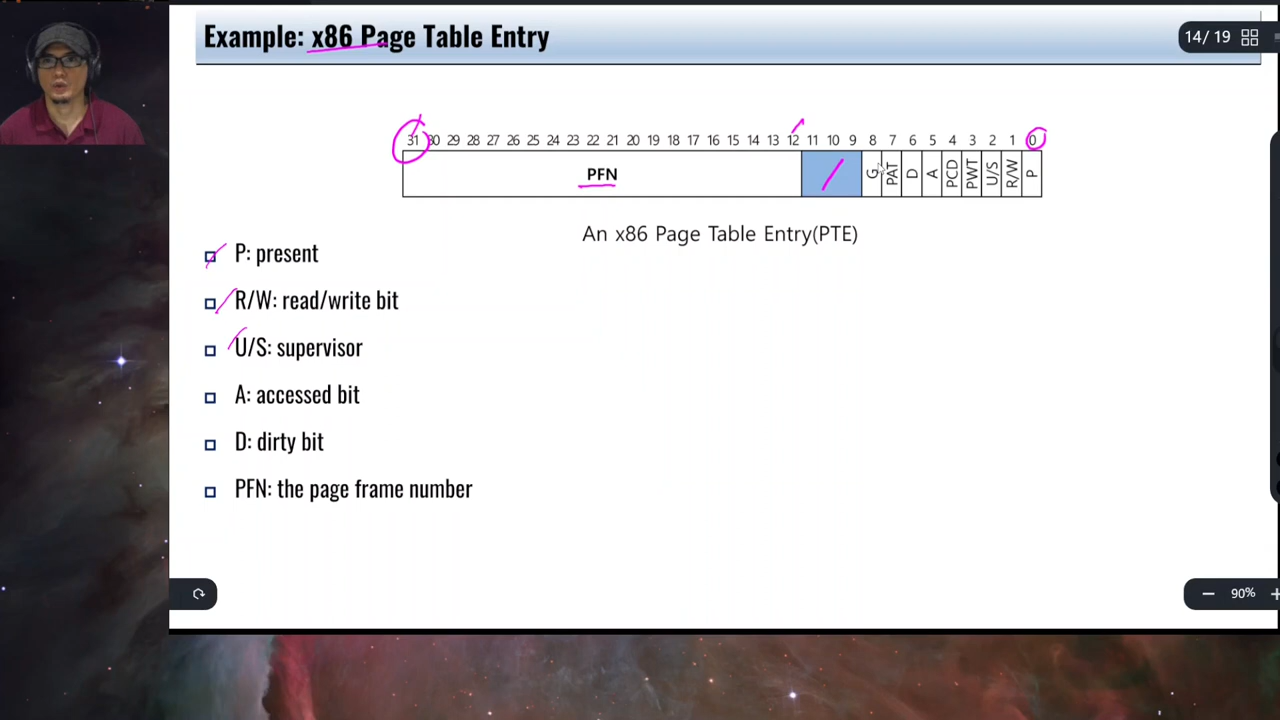 Example: x86 Page Table Entry
14/ 19
31 30 29 28 27 26 25 24 23 22 21 20 19 18 17 16 15 14 13 12 11 10 9 8 7 6 5 4 3 2 1 0
PFN G PAT D A PCD PWT U/S R/W P
An x86 Page Table Entry(PTE)
P: present
R/W: read/write bit
U/S: supervisor
A: accessed bit
D: dirty bit
PFN: the page frame number
90%